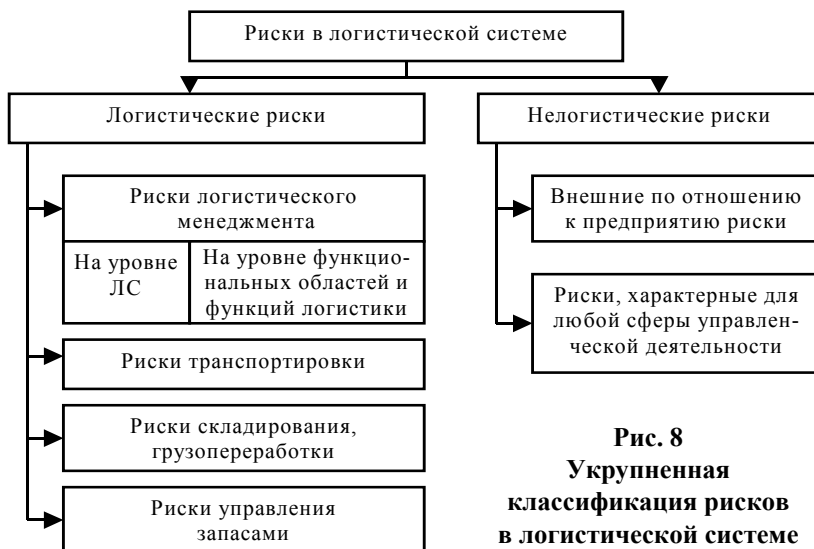 Риски в логистической системе
Логистические риски
Нелогистические риски
Риски логистического
менеджмента
На уровне
ЛС
На уровне функцио-
нальных областей и
функций логистики
Риски транспортировки
Риски складирования,
грузопереработки
Риски управления
запасами
Внешние по отношению
к предприятию риски
Риски, характерные для
любой сферы управлен-
ческой деятельности
Рис. 8
Укрупненная
классификация рисков
в логистической системе